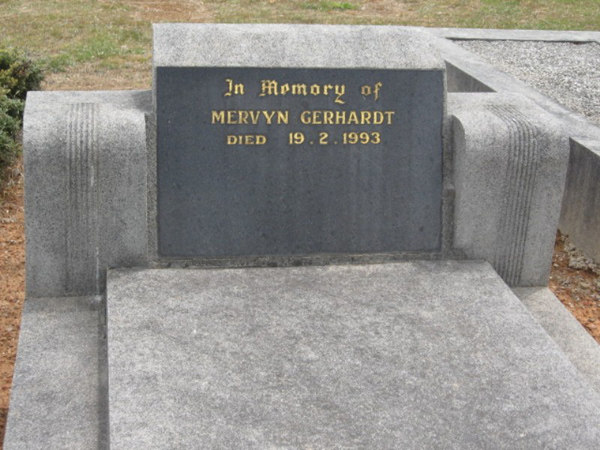 In Memory of
MERVYN GERHARDT
DIED 19.2.1993